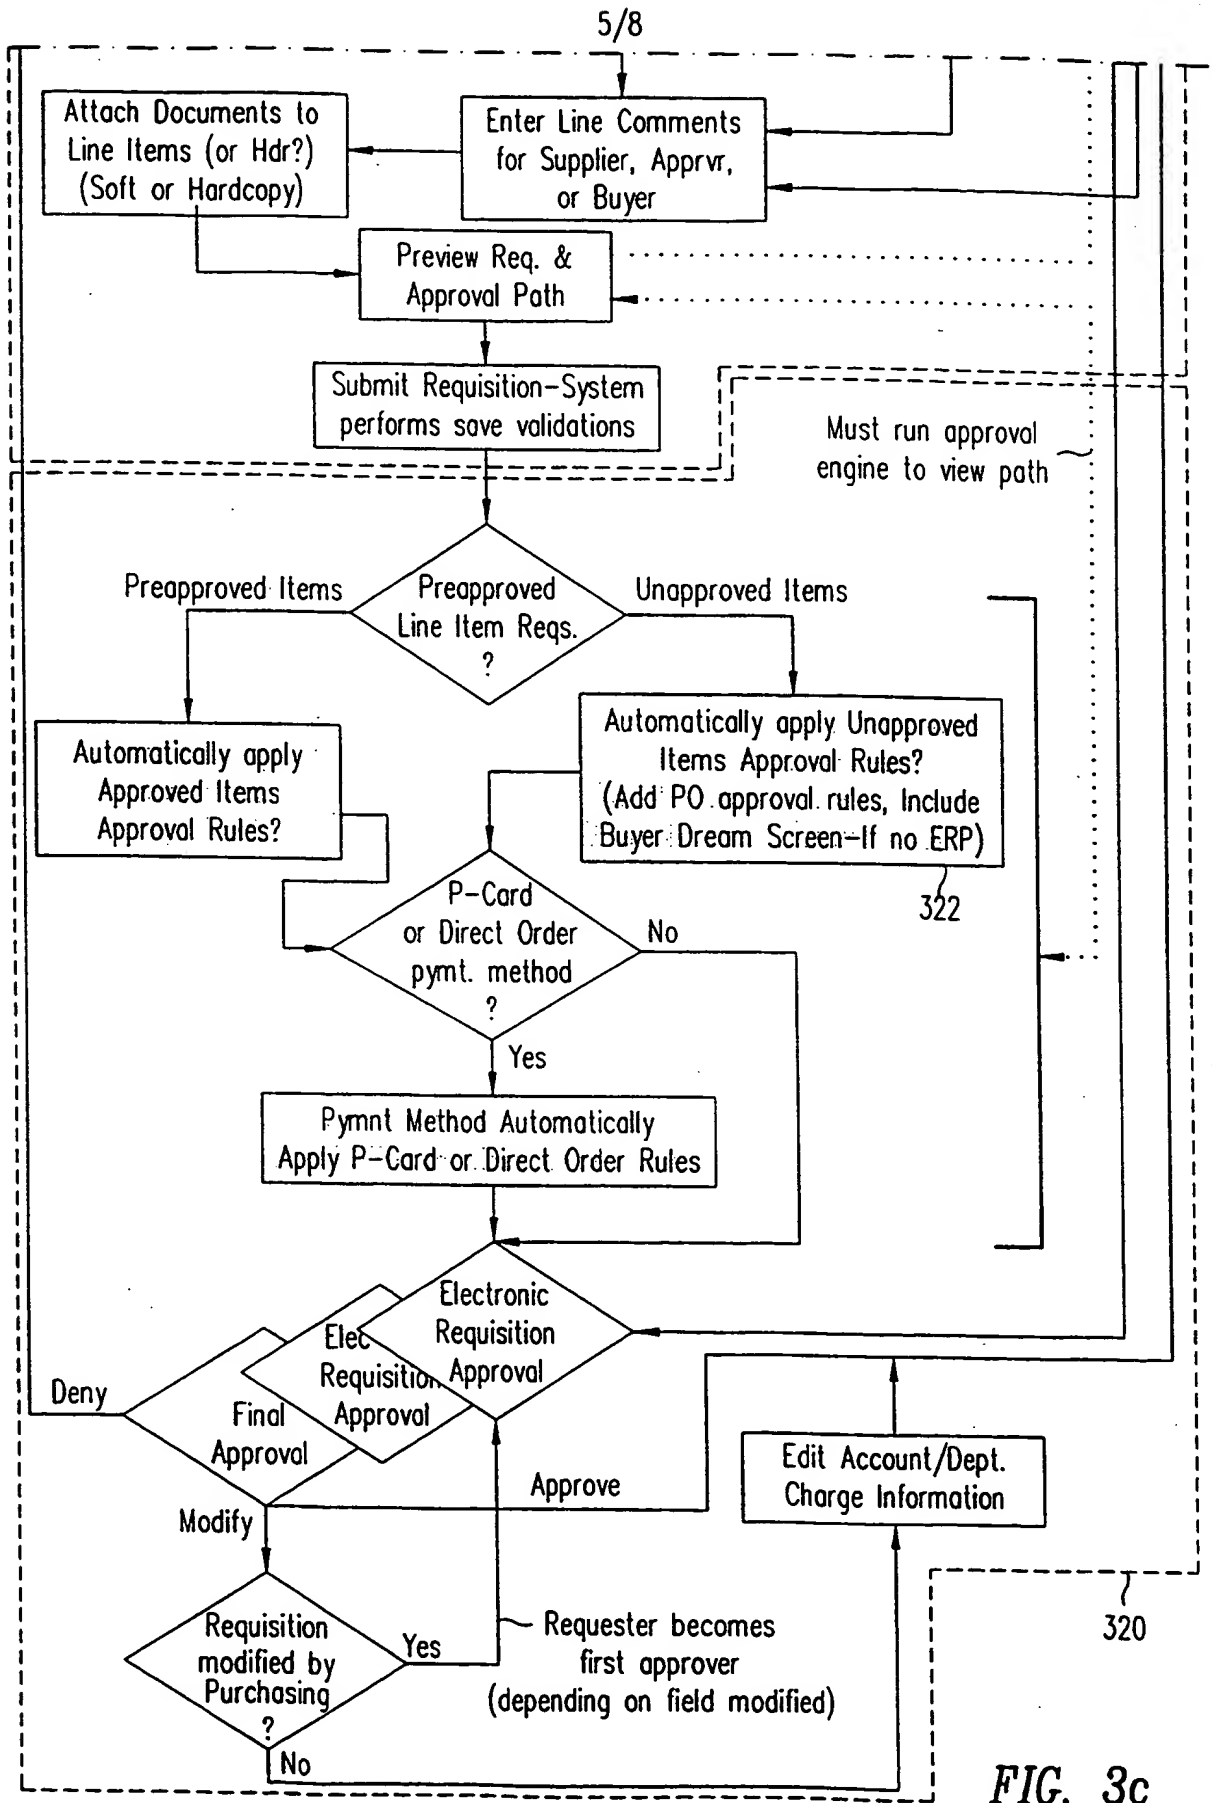 5/8
Attach Documents to
Line Items (or Hdr?)
(Soft or Hardcopy)
Enter Line Comments
for Supplier, Apprvr,
or Buyer
Preview Req. &
Approval Path
Submit Requisition-System
performs save validations
Must run approval
engine to view path
Preapproved Items
Preapproved
Line Item Reqs.
?
Unapproved Items
Automatically apply
Approved Items
Approval Rules?
Automatically apply Unapproved
Items Approval Rules?
(Add PO approval rules, Include
Buyer Dream Screen-If no ERP)
322
P-Card
or Direct Order
pymt. method
?
No
Yes
Pymnt Method Automatically
Apply P-Card or Direct Order Rules
Electronic
Requisition
Approval
Elec
Requisition
Approval
Final
Approval
Deny
Approve
Modify
Edit Account/Dept.
Charge Information
Requisition
modified by
Purchasing
?
Yes
No
Requester becomes
first approver
(depending on field modified)
320
FIG. 3c